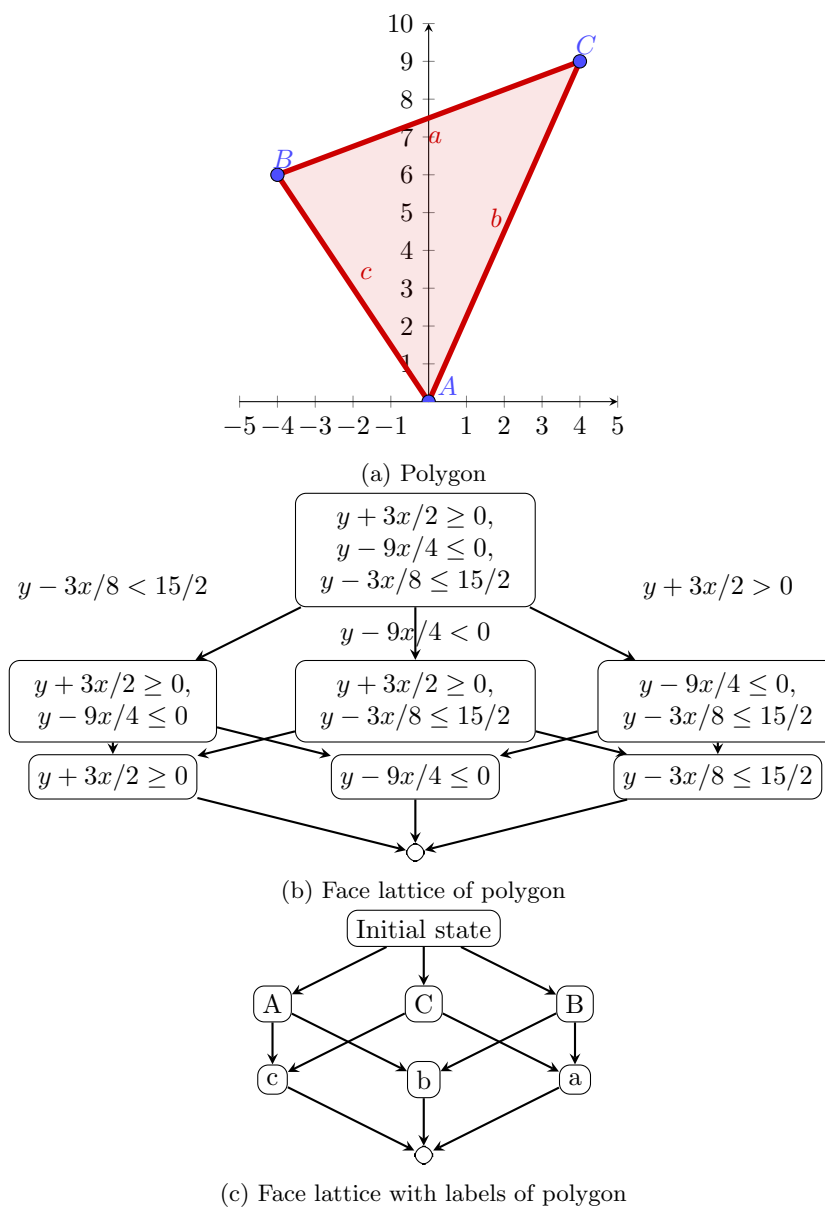 10
C
9
8
7
a
B
6
5
b
4
c
3
2
1
A
−5 −4 −3 −2 −1 1 2 3 4 5
(a) Polygon
y + 3x/2 ≥ 0,
y − 9x/4 ≤ 0,
y − 3x/8 ≤ 15/2
y − 3x/8 < 15/2
y + 3x/2 > 0
y − 9x/4 < 0
y + 3x/2 ≥ 0,
y − 9x/4 ≤ 0
y + 3x/2 ≥ 0,
y − 3x/8 ≤ 15/2
y − 9x/4 ≤ 0,
y − 3x/8 ≤ 15/2
y + 3x/2 ≥ 0
y − 9x/4 ≤ 0
y − 3x/8 ≤ 15/2
(b) Face lattice of polygon
Initial state
A C B
c b a
(c) Face lattice with labels of polygon